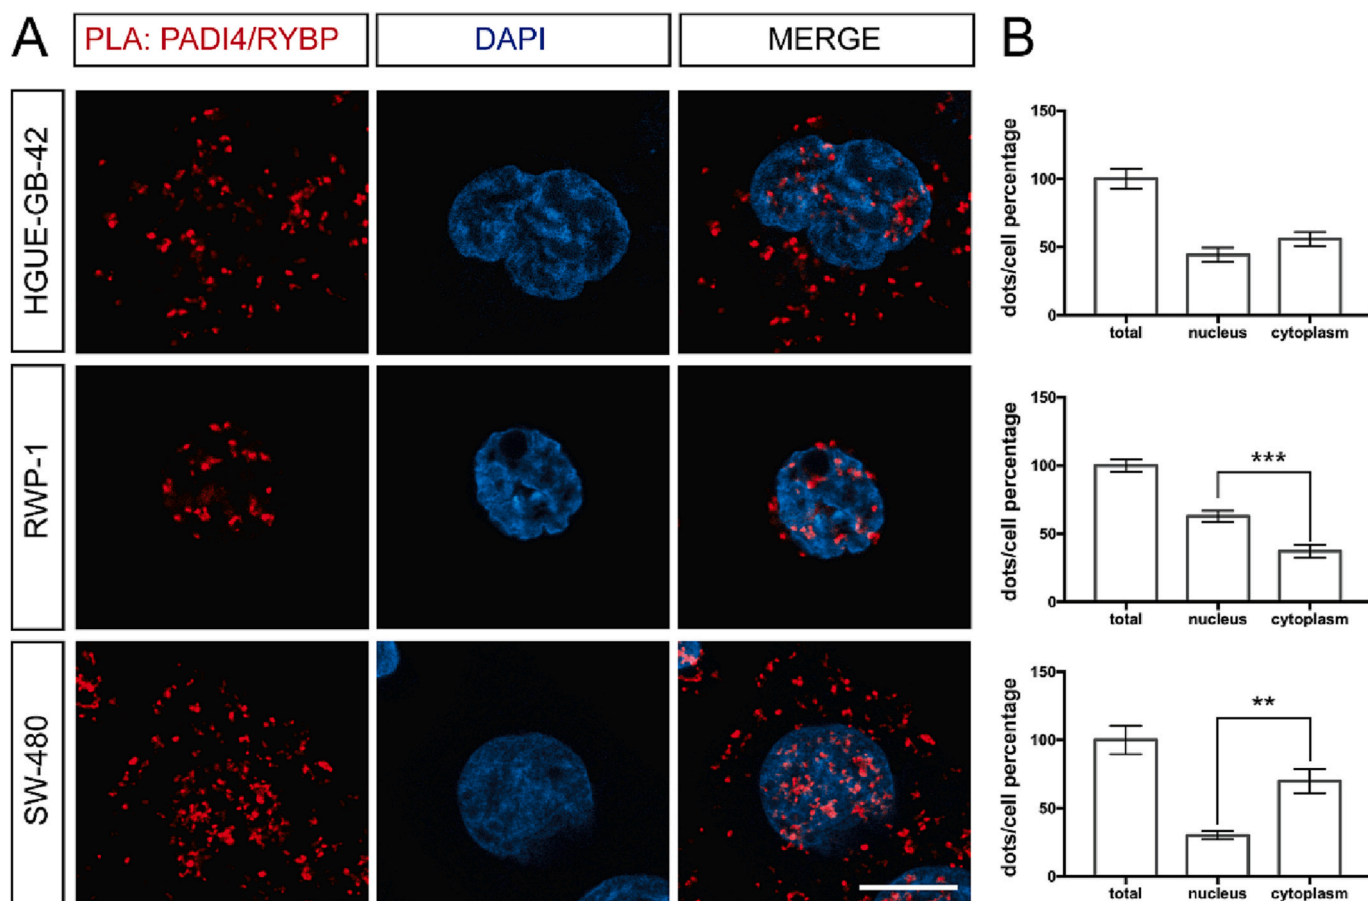 A
PLA: PADI4/RYBP
DAPI
MERGE
B
HGUE-GB-42
RWP-1
SW-480
dots/cell percentage
150
100
50
0
total nucleus cytoplasm
dots/cell percentage
150
100
50
0
***
total nucleus cytoplasm
dots/cell percentage
150
100
50
0
**
total nucleus cytoplasm